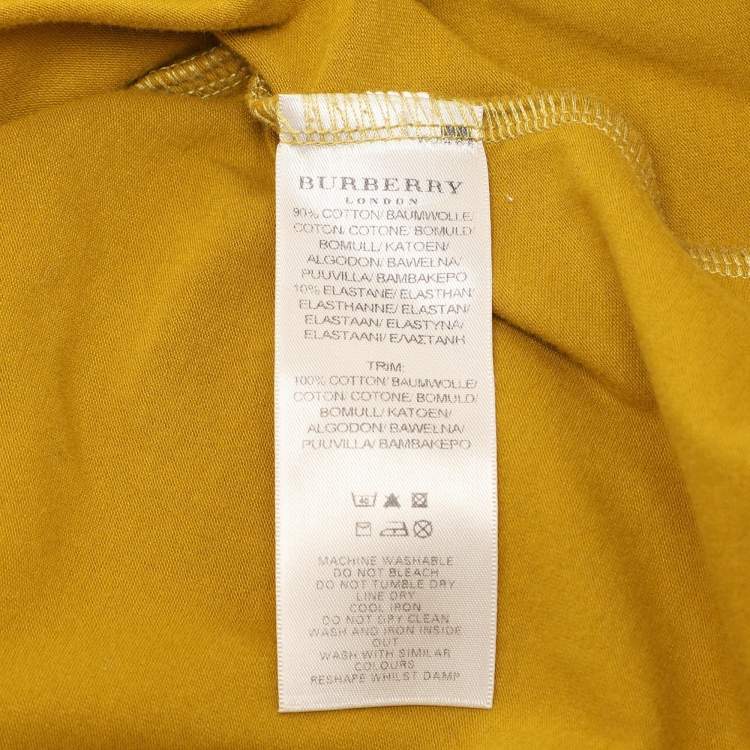 BURBERRY
LONDON
90% COTTON/ BAUMWOLLE/
COTON/ COTONE/ BOMULD/
BOMULL/ KATOEN/
ALGODON/ BAWEŁNA/
PUUVILLA/ BAMBAKEPO
10% ELASTANE/ ELASTHAN/
ELASTHANNE/ ELASTAN/
ELASTAAN/ ELASTYNA/
ELASTAANI/ ΕΛΑΣΤΑΝΗ
TRIM:
100% COTTON/ BAUMWOLLE/
COTON/ COTONE/ BOMULD/
BOMULL/ KATOEN/
ALGODON/ BAWEŁNA/
PUUVILLA/ BAMBAKEPO
40
MACHINE WASHABLE
DO NOT BLEACH
DO NOT TUMBLE DRY
LINE DRY
COOL IRON
DO NOT DRY CLEAN
WASH AND IRON INSIDE
OUT
WASH WITH SIMILAR
COLOURS
RESHAPE WHILST DAMP